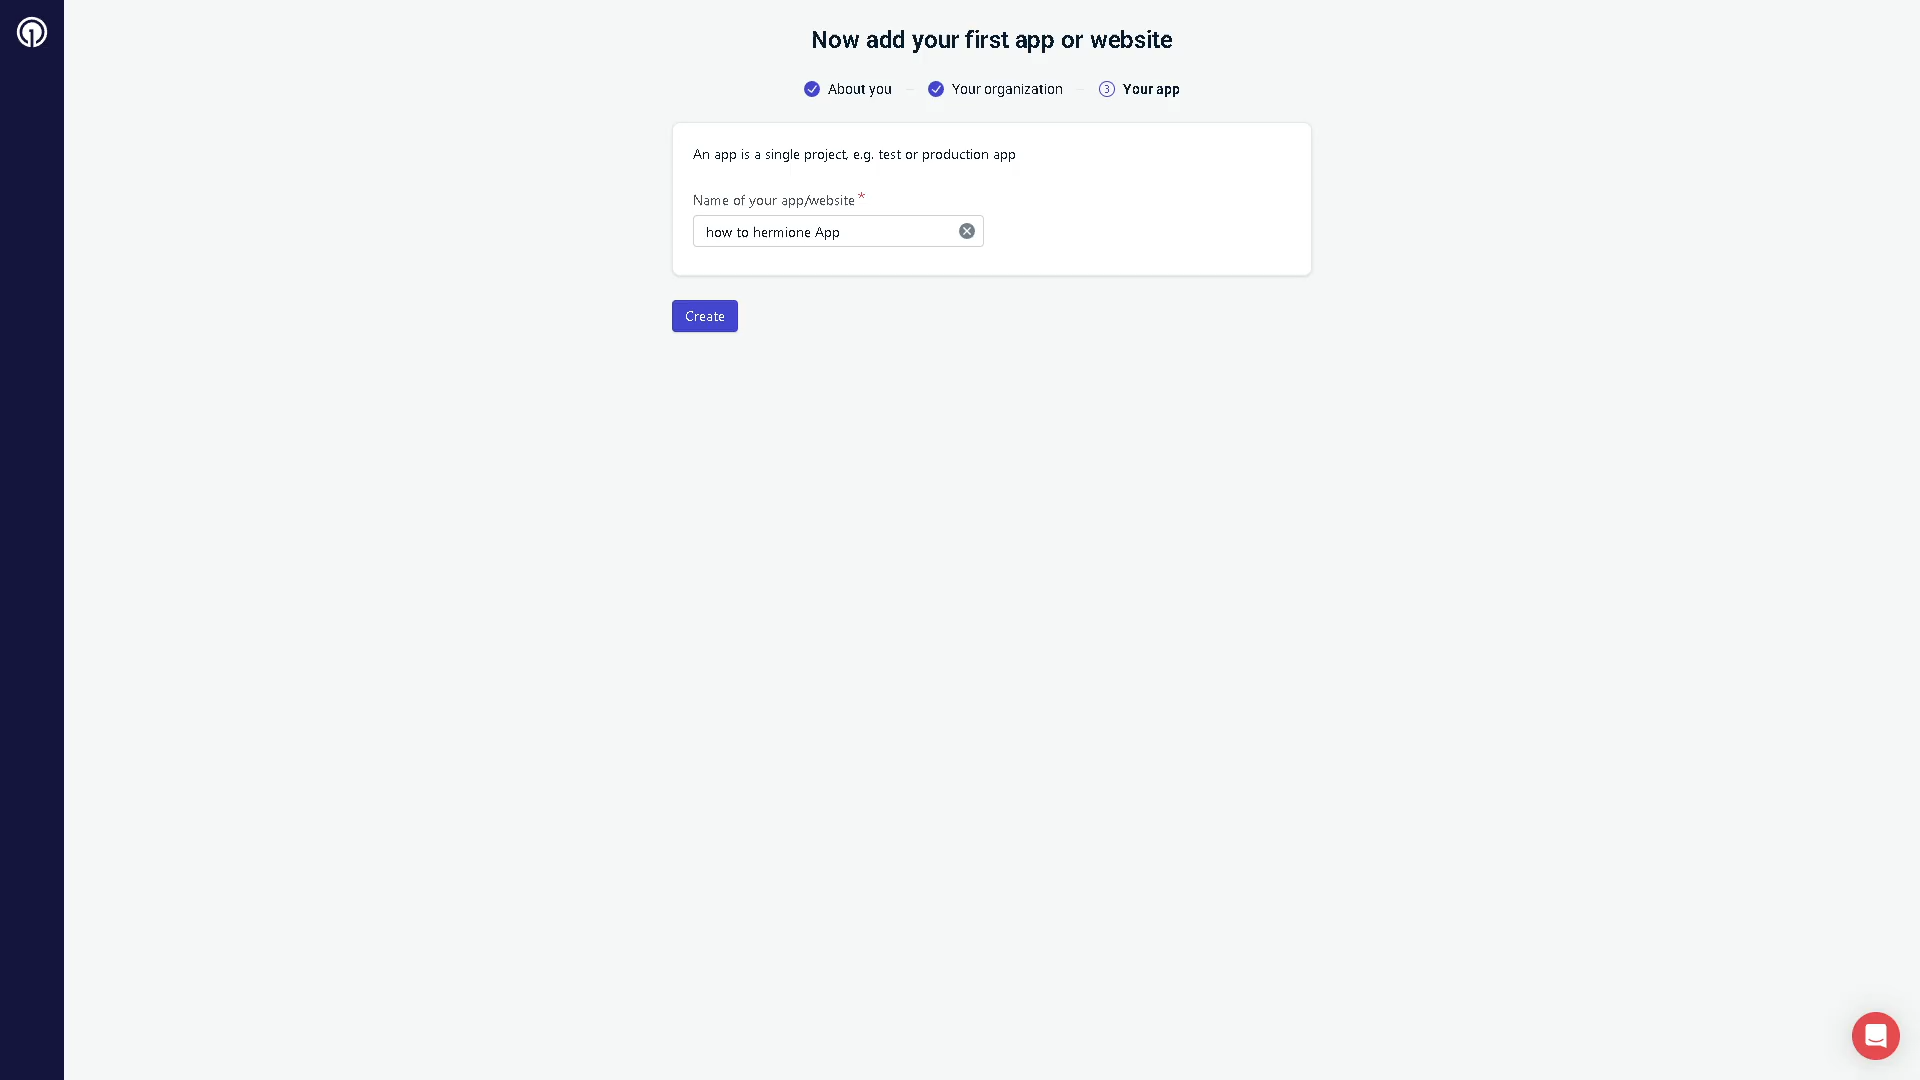 Now add your first app or website
About you
Your organization
3 Your app
An app is a single project, e.g. test or production app
Name of your app/website *
how to hermione App
Create